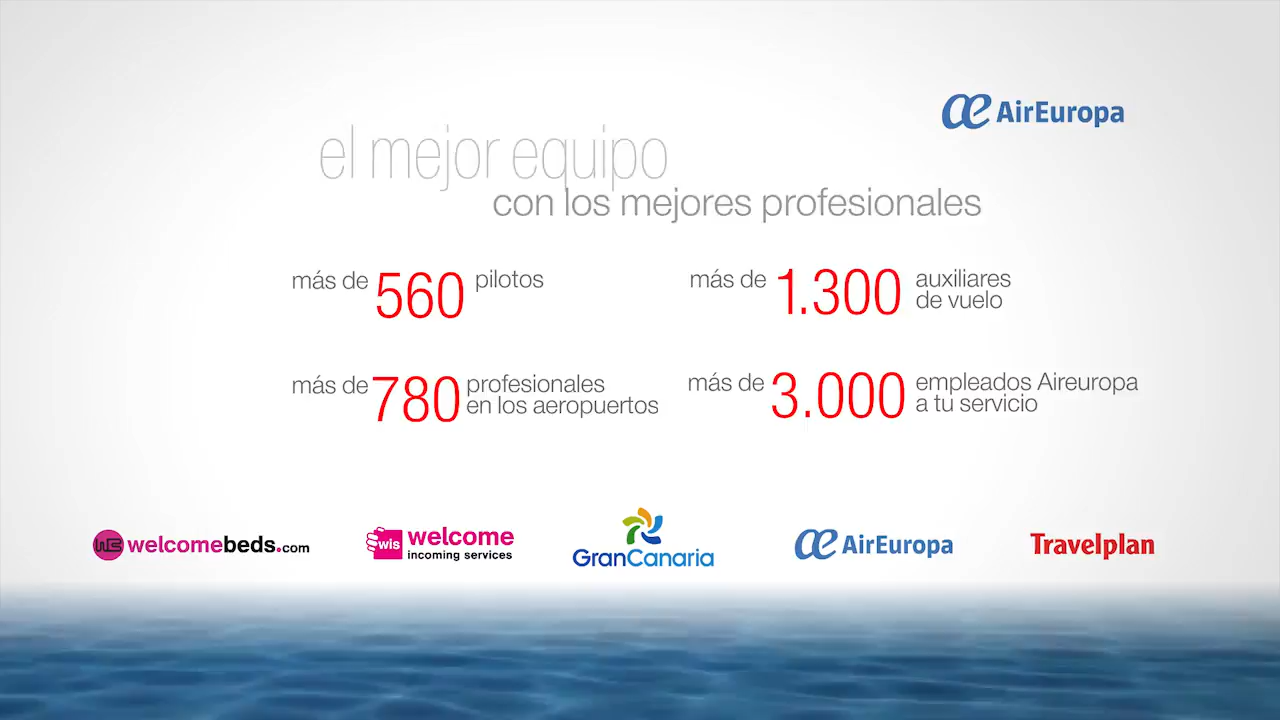 æ AirEuropa
el mejor equipo
con los mejores profesionales
más de 560 pilotos
más de 1.300 auxiliares
de vuelo
más de 780 profesionales
en los aeropuertos
más de 3.000 empleados Aireuropa
a tu servicio
welcomebeds.com
wis welcome
incoming services
GranCanaria
æ AirEuropa
Travelplan